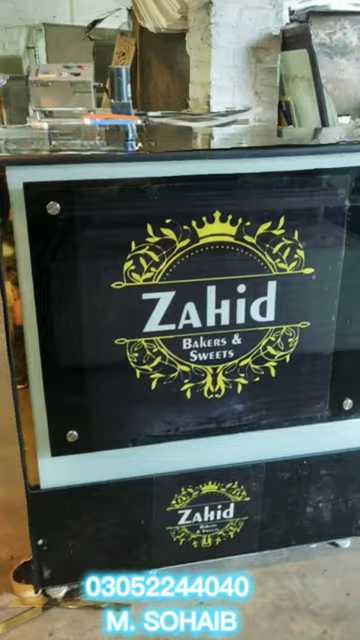 Zahid
Bakers &
Sweets
Zahid
Bakers
& Sweets
03052244040
M. SOHAIB